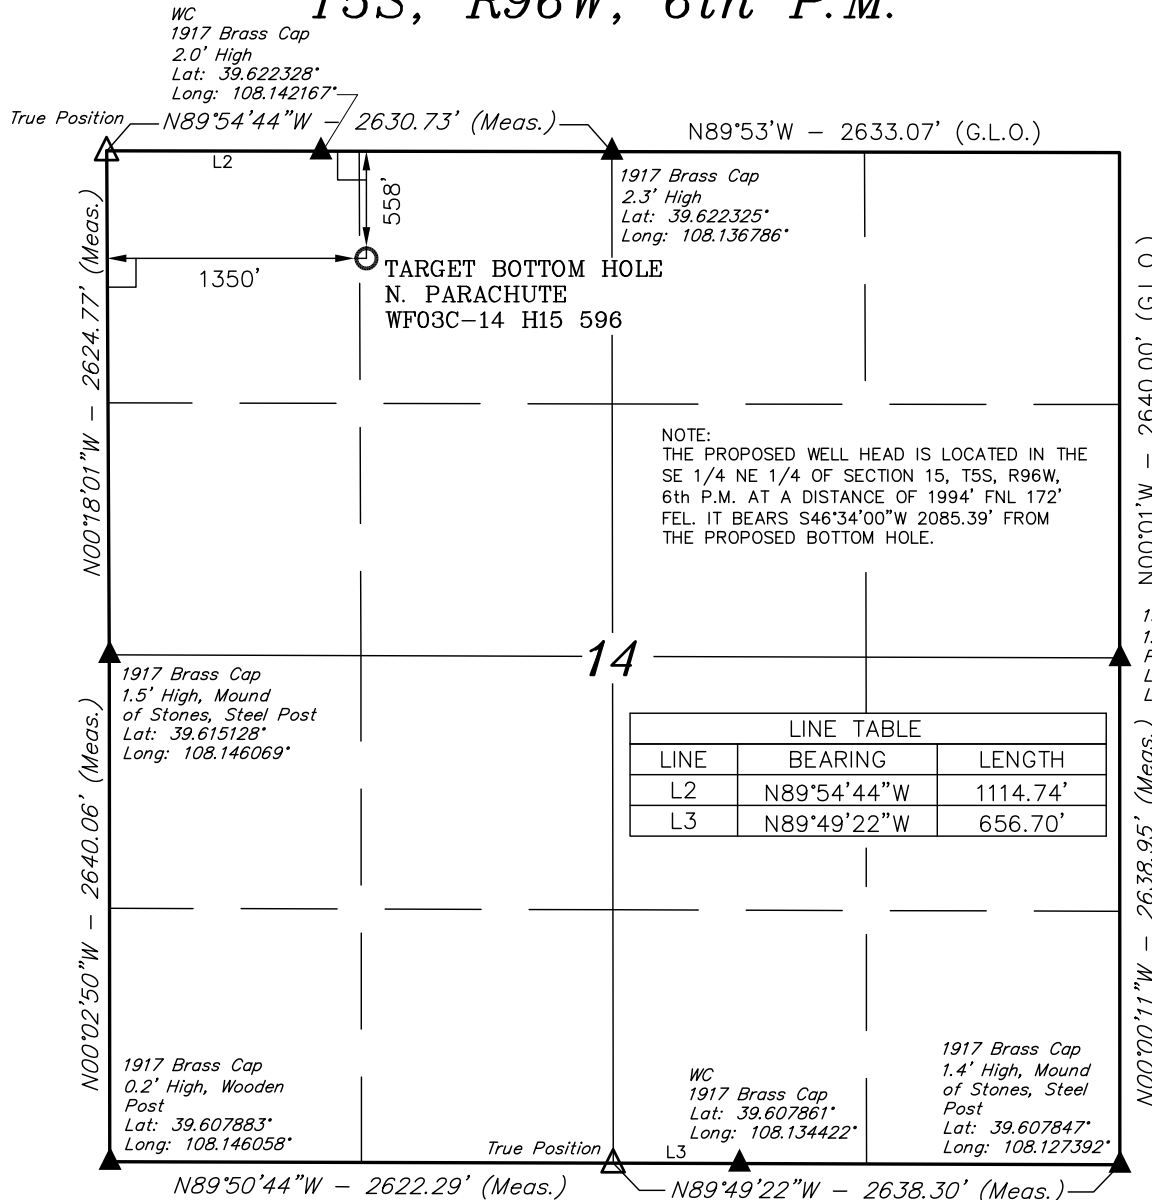 T5S, R96W, 6th P.M.
WC
1917 Brass Cap
2.0' High
Lat: 39.622328°
Long: 108.142167°
True Position
N89°54'44"W - 2630.73' (Meas.)
N89°53'W - 2633.07' (G.L.O.)
L2
558'
1917 Brass Cap
2.3' High
Lat: 39.622325°
Long: 108.136786°
1350'
TARGET BOTTOM HOLE
N. PARACHUTE
WF03C-14 H15 596
N00°18'01"W - 2624.77' (Meas.)
N00°01'W - 2640.00' (G.L.O.)
NOTE:
THE PROPOSED WELL HEAD IS LOCATED IN THE
SE 1/4 NE 1/4 OF SECTION 15, T5S, R96W,
6th P.M. AT A DISTANCE OF 1994' FNL 172'
FEL. IT BEARS S46°34'00"W 2085.39' FROM
THE PROPOSED BOTTOM HOLE.
14
1917 Brass Cap
1.5' High, Mound
of Stones, Steel Post
Lat: 39.615128°
Long: 108.146069°
LINE TABLE
LINE BEARING LENGTH
L2 N89°54'44"W 1114.74'
L3 N89°49'22"W 656.70'
N00°02'50"W - 2640.06' (Meas.)
N00°00'11"W - 2638.95' (Meas.)
1917 Brass Cap
0.2' High, Wooden
Post
Lat: 39.607883°
Long: 108.146058°
WC
1917 Brass Cap
Lat: 39.607861°
Long: 108.134422°
1917 Brass Cap
1.4' High, Mound
of Stones, Steel
Post
Lat: 39.607847°
Long: 108.127392°
True Position
L3
N89°50'44"W - 2622.29' (Meas.)
N89°49'22"W - 2638.30' (Meas.)